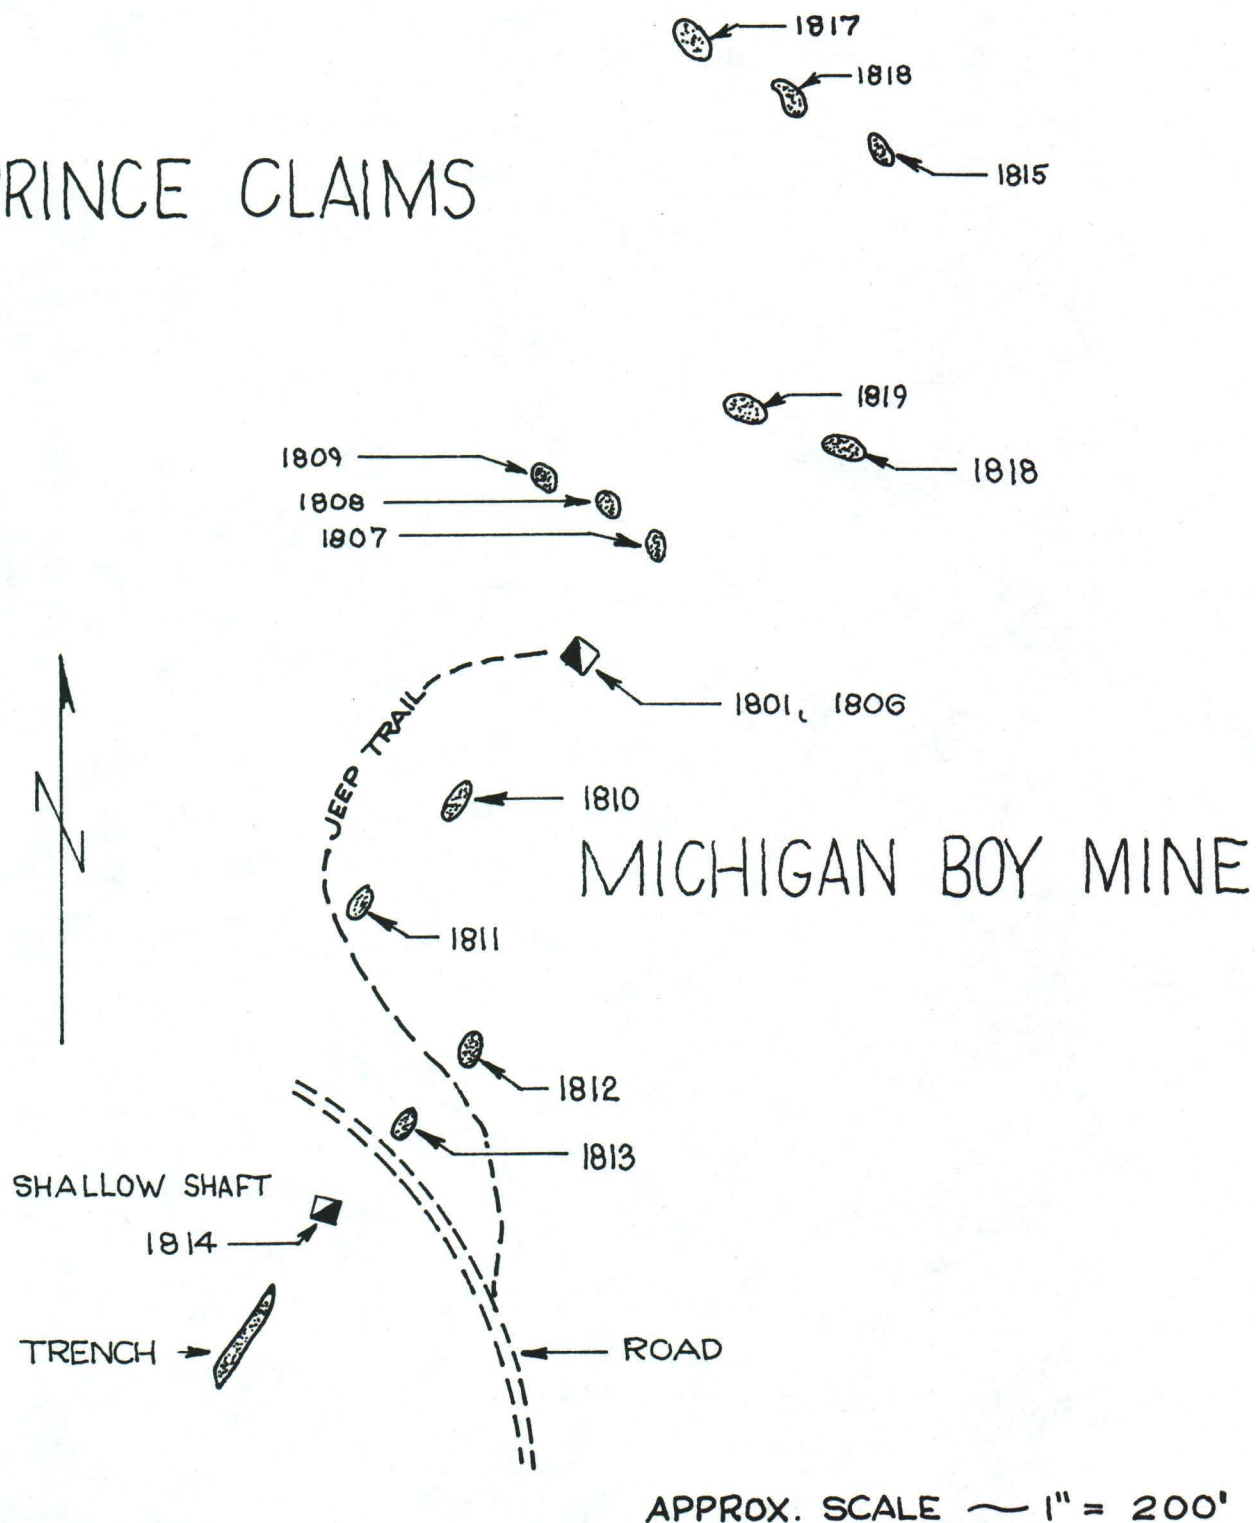 1817
1818
1815
RINCE CLAIMS
1819
1809
1818
1808
1807
1801, 1806
JEEP TRAIL
1810
MICHIGAN BOY MINE
1811
N
1812
1813
SHALLOW SHAFT
1814
TRENCH
ROAD
APPROX. SCALE ~ 1" = 200'